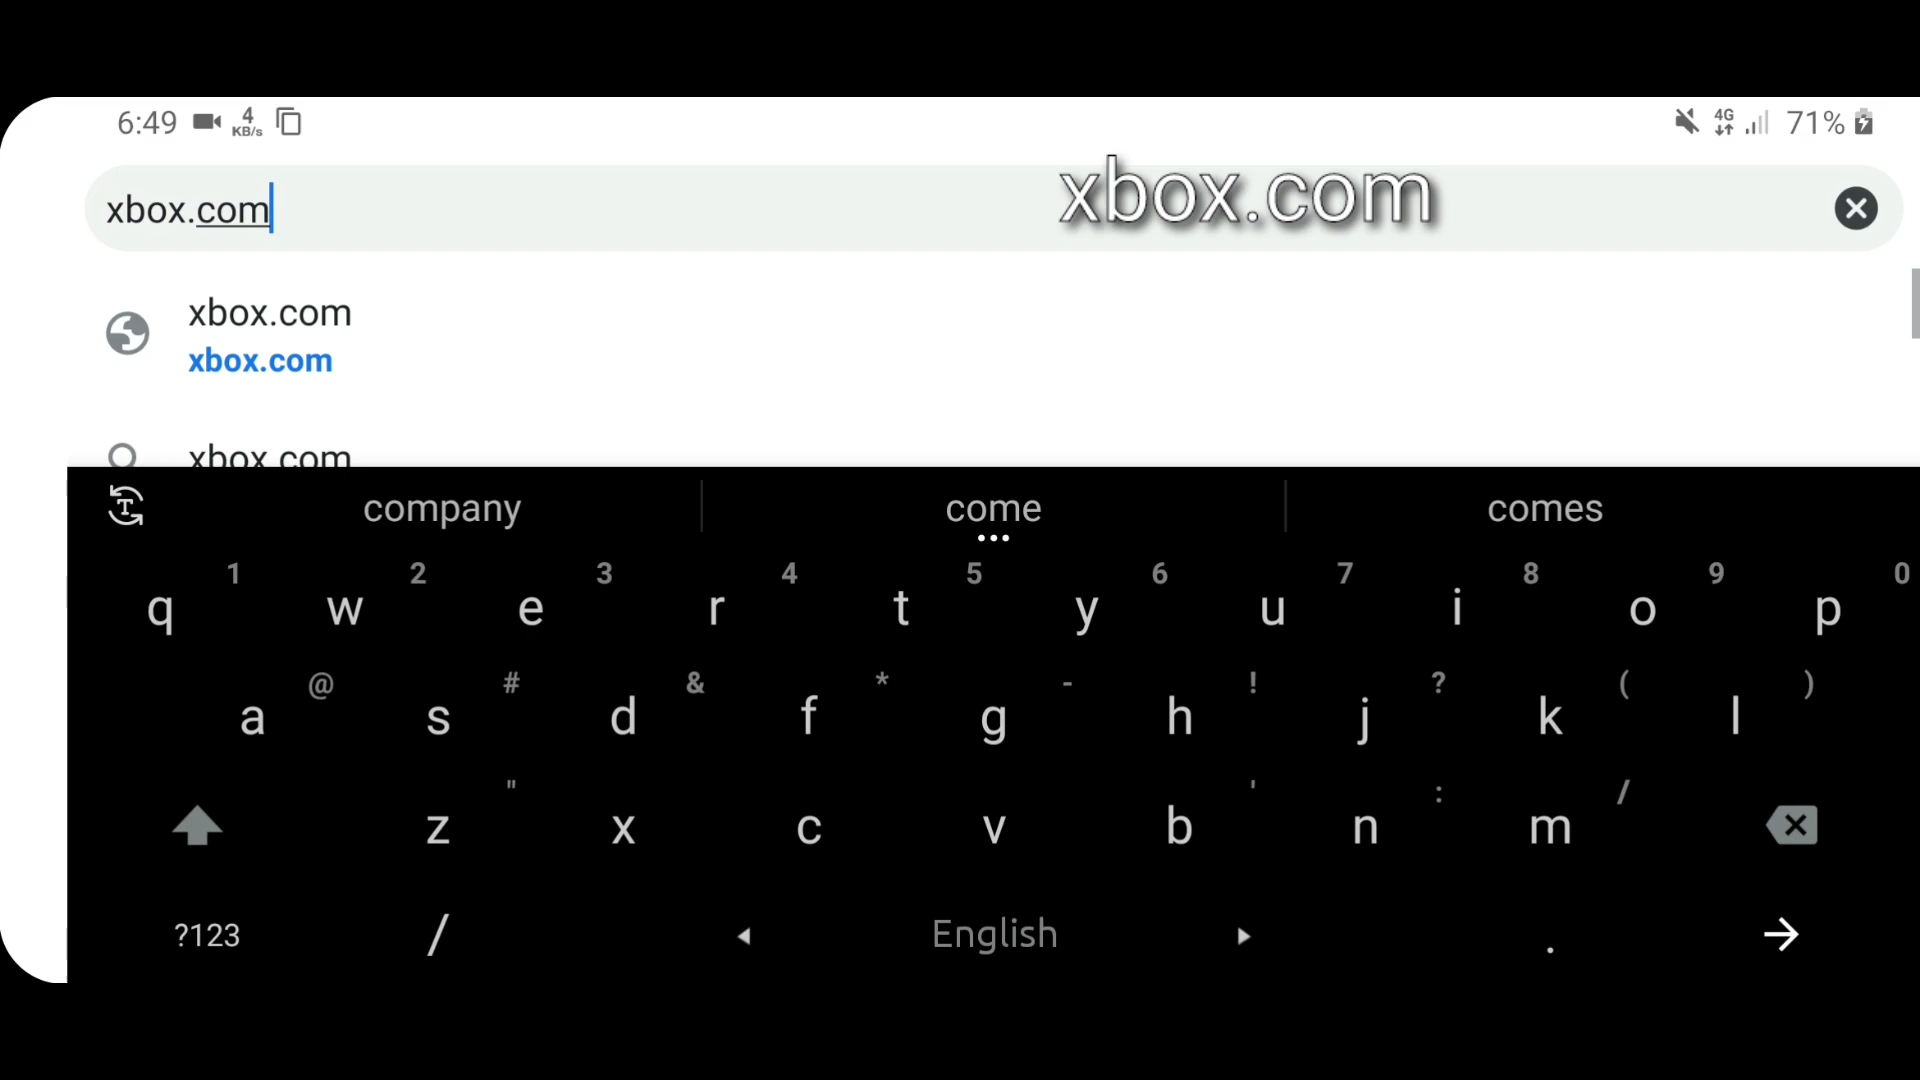 6:49 4 KB/s 4G 71%
xbox.com
xbox.com
xbox.com
xbox.com
xbox.com
company come comes
1 2 3 4 5 6 7 8 9 0
q w e r t y u i o p
@ # & * - ! ? ( )
a s d f g h j k l
" ' : /
z x c v b n m
?123 / English .